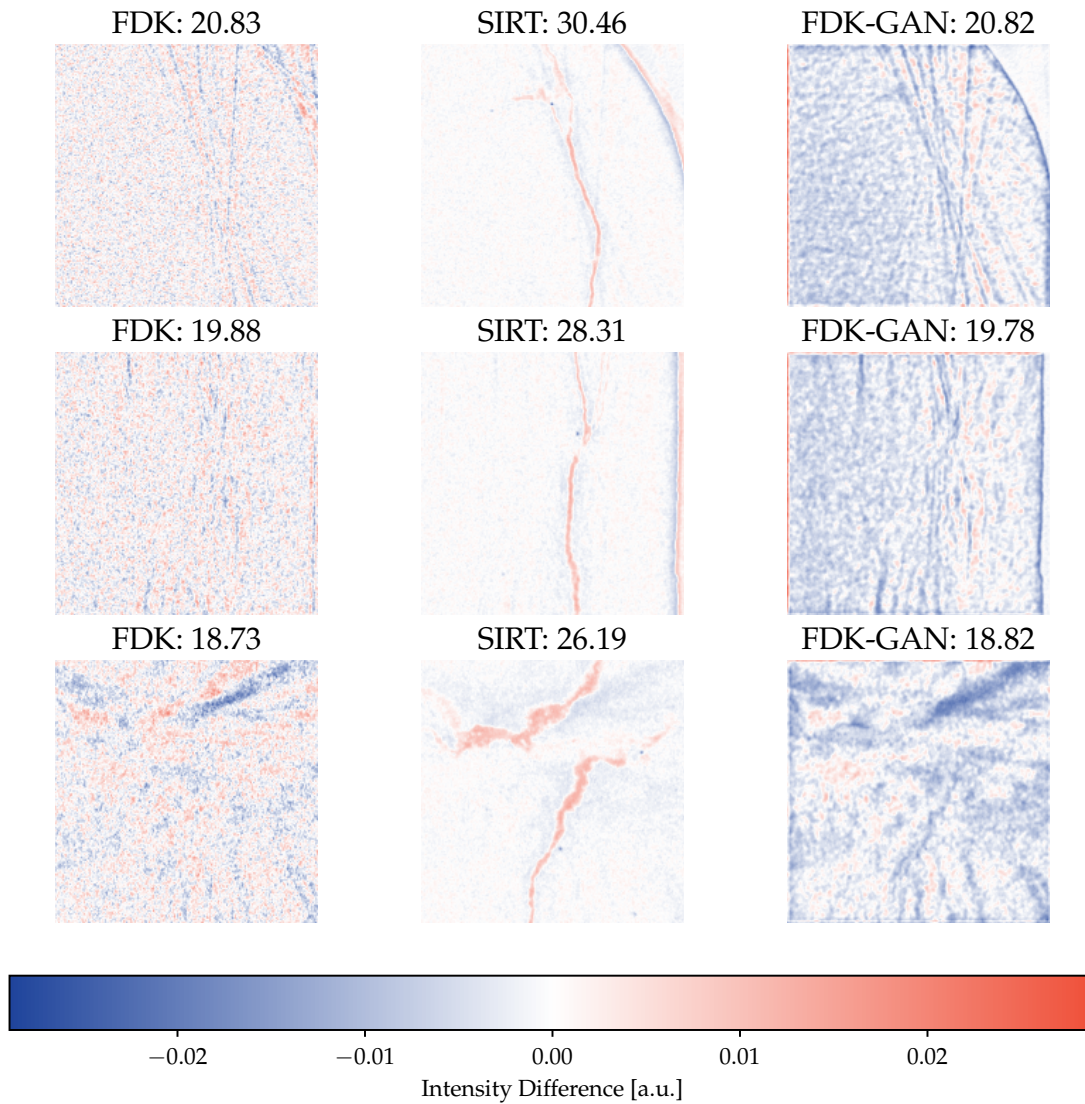 FDK: 20.83 SIRT: 30.46 FDK-GAN: 20.82
FDK: 19.88 SIRT: 28.31 FDK-GAN: 19.78
FDK: 18.73 SIRT: 26.19 FDK-GAN: 18.82
−0.02 −0.01 0.00 0.01 0.02
Intensity Difference [a.u.]